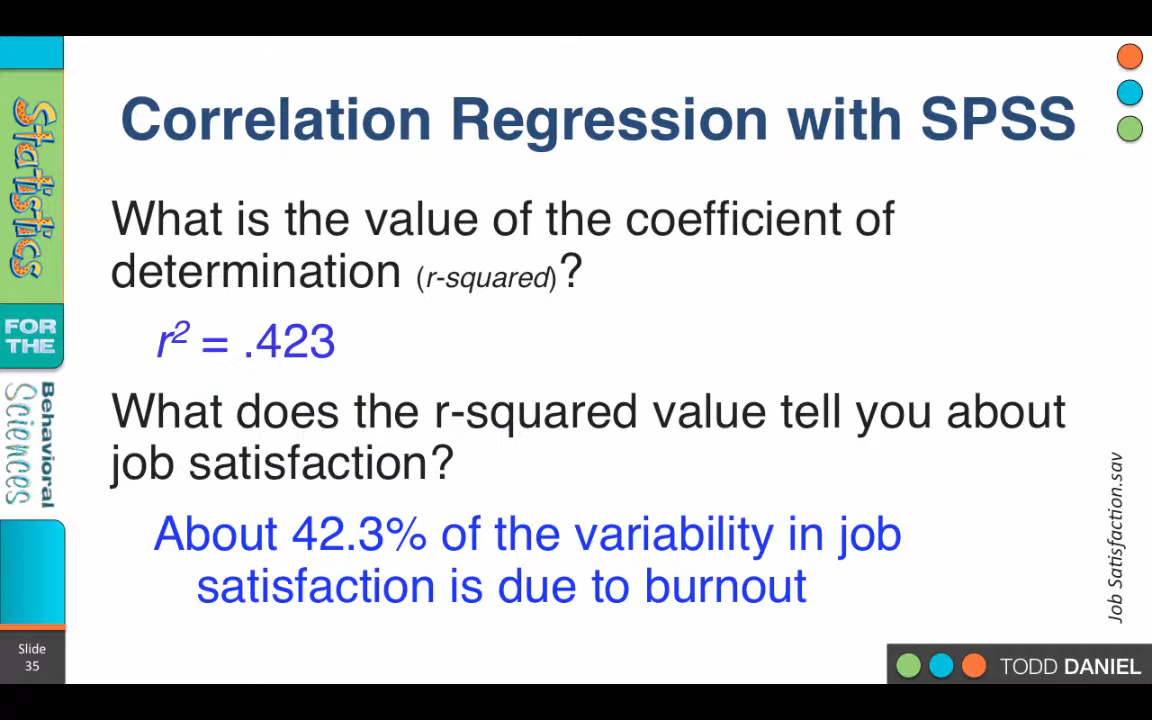 Correlation Regression with SPSS
What is the value of the coefficient of
determination (r-squared)?
r² = .423
What does the r-squared value tell you about
job satisfaction?
About 42.3% of the variability in job
satisfaction is due to burnout
Statistics
FOR
THE
Behavioral
Sciences
Slide
35
Job Satisfaction.sav
TODD DANIEL